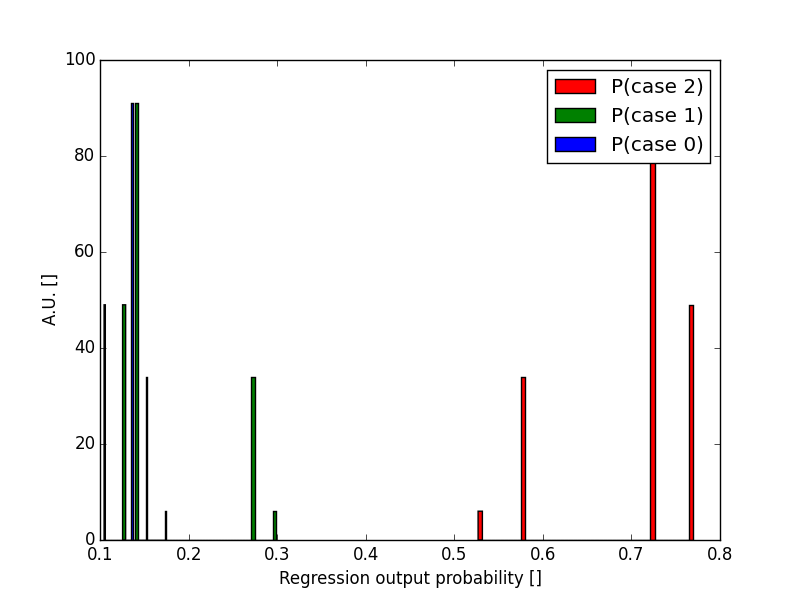 100
80
60
40
20
0
A.U. []
P(case 2)
P(case 1)
P(case 0)
0.1 0.2 0.3 0.4 0.5 0.6 0.7 0.8
Regression output probability []